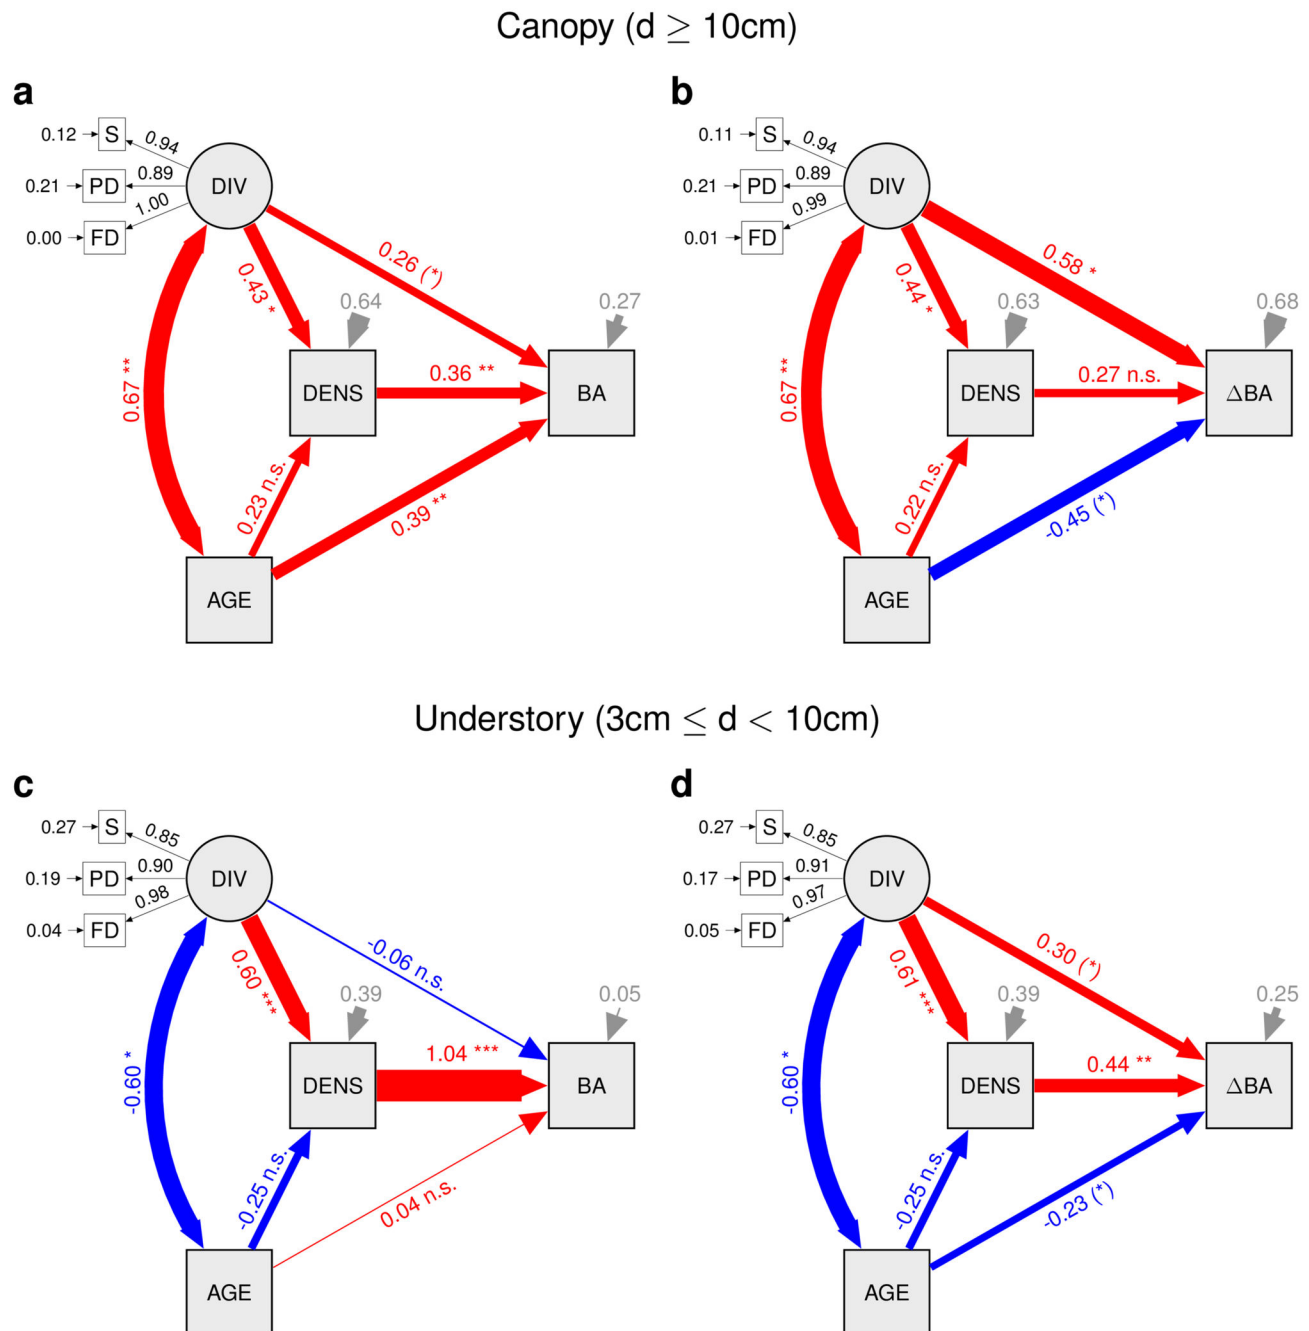 Canopy (d ≥ 10cm)
a
0.12
S
0.94
0.21
PD
0.89
DIV
0.00
FD
1.00
0.26 (*)
0.43 *
0.64
0.27
0.67 **
DENS
0.36 **
BA
0.23 n.s.
0.39 **
AGE
b
0.11
S
0.94
0.21
PD
0.89
DIV
0.01
FD
0.99
0.58 *
0.44 *
0.63
0.68
0.67 **
DENS
0.27 n.s.
ΔBA
0.22 n.s.
-0.45 (*)
AGE
Understory (3cm ≤ d < 10cm)
c
0.27
S
0.85
0.19
PD
0.90
DIV
0.04
FD
0.98
-0.06 n.s.
0.60 ***
0.39
0.05
-0.60 *
DENS
1.04 ***
BA
-0.25 n.s.
0.04 n.s.
AGE
d
0.27
S
0.85
0.17
PD
0.91
DIV
0.05
FD
0.97
0.30 (*)
0.61 ***
0.39
0.25
-0.60 *
DENS
0.44 **
ΔBA
-0.25 n.s.
-0.23 (*)
AGE